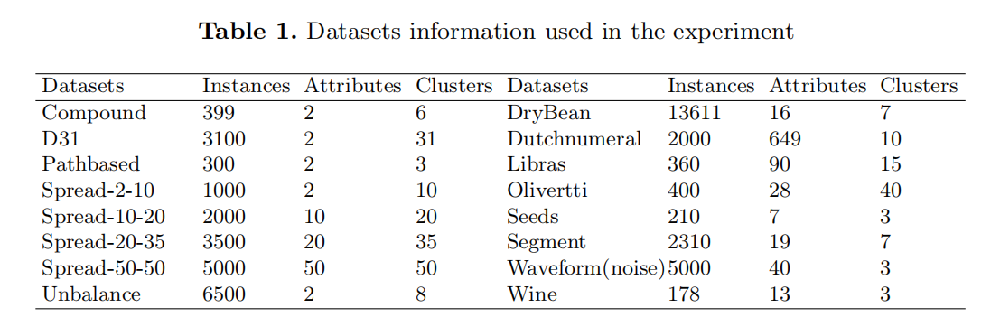 Table 1. Datasets information used in the experiment
Datasets Instances Attributes Clusters Datasets Instances Attributes Clusters
Compound 399 2 6 DryBean 13611 16 7
D31 3100 2 31 Dutchnumeral 2000 649 10
Pathbased 300 2 3 Libras 360 90 15
Spread-2-10 1000 2 10 Olivertti 400 28 40
Spread-10-20 2000 10 20 Seeds 210 7 3
Spread-20-35 3500 20 35 Segment 2310 19 7
Spread-50-50 5000 50 50 Waveform(noise) 5000 40 3
Unbalance 6500 2 8 Wine 178 13 3